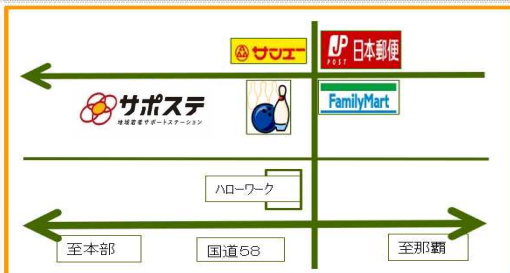 サンエー
JP 日本郵便
POST
サポステ
地域若者サポートステーション
FamilyMart
ハローワーク
至本部
国道58
至那覇